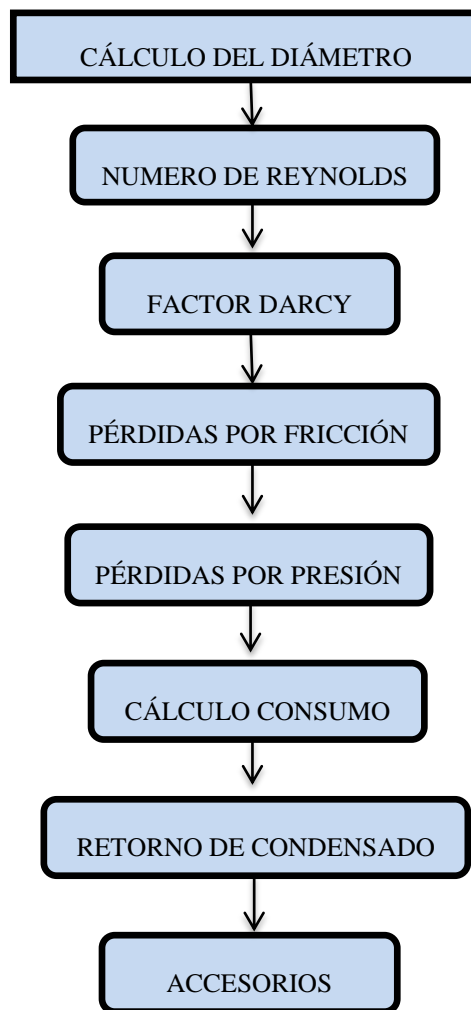 CÁLCULO DEL DIÁMETRO
NUMERO DE REYNOLDS
FACTOR DARCY
PÉRDIDAS POR FRICCIÓN
PÉRDIDAS POR PRESIÓN
CÁLCULO CONSUMO
RETORNO DE CONDENSADO
ACCESORIOS